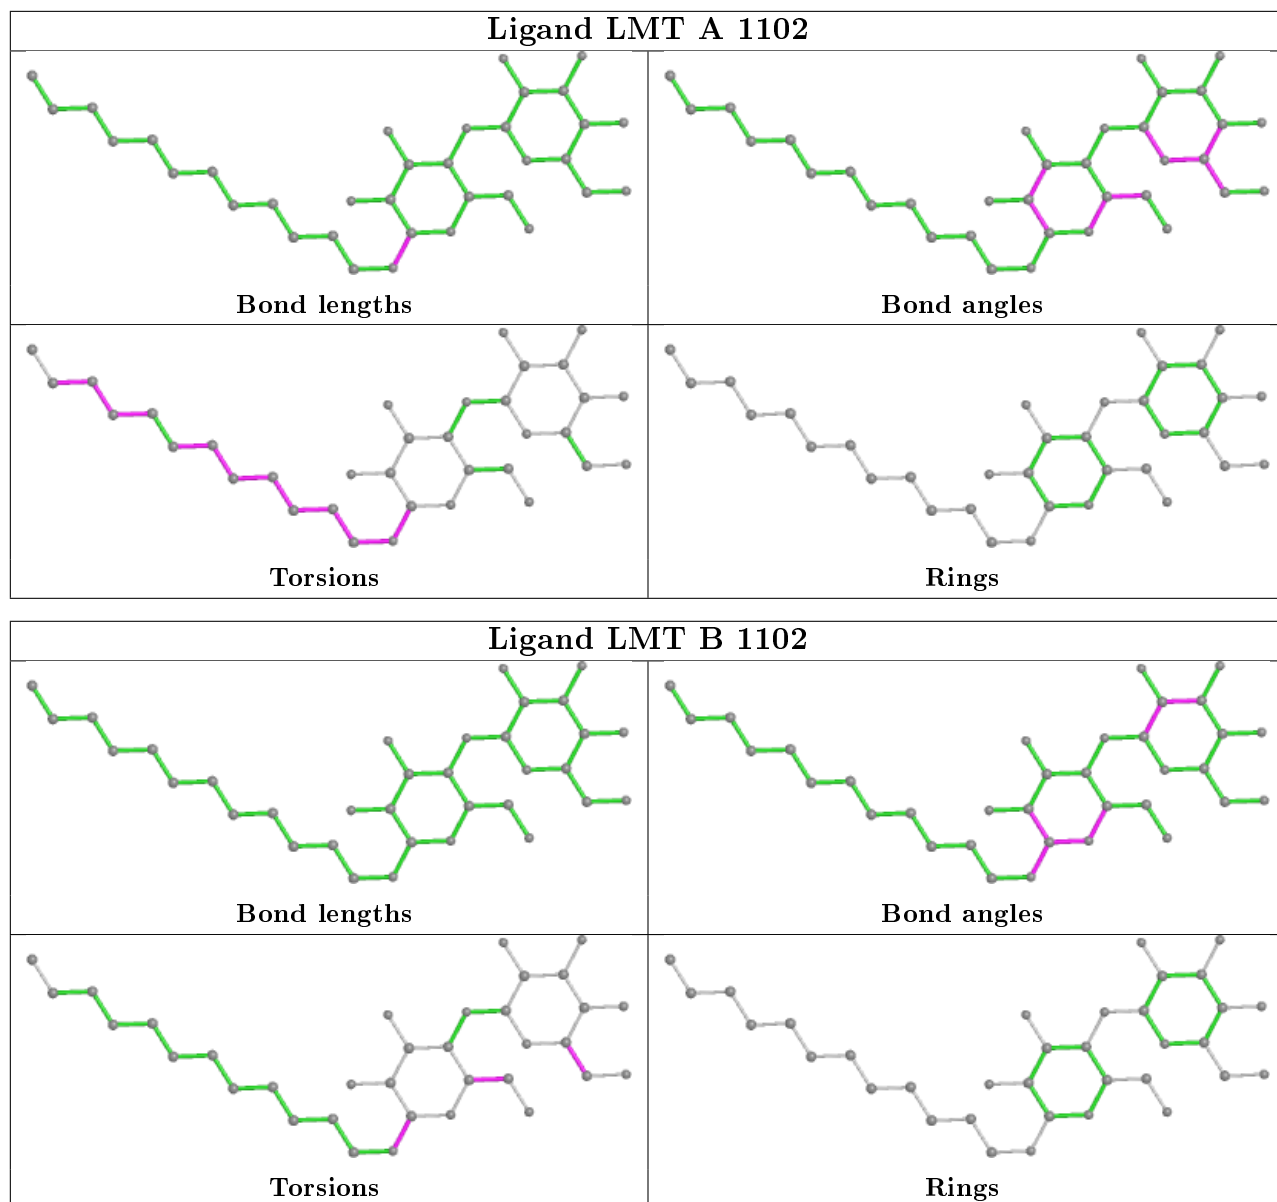 Ligand LMT A 1102
Bond lengths
Bond angles
Torsions
Rings
Ligand LMT B 1102
Bond lengths
Bond angles
Torsions
Rings